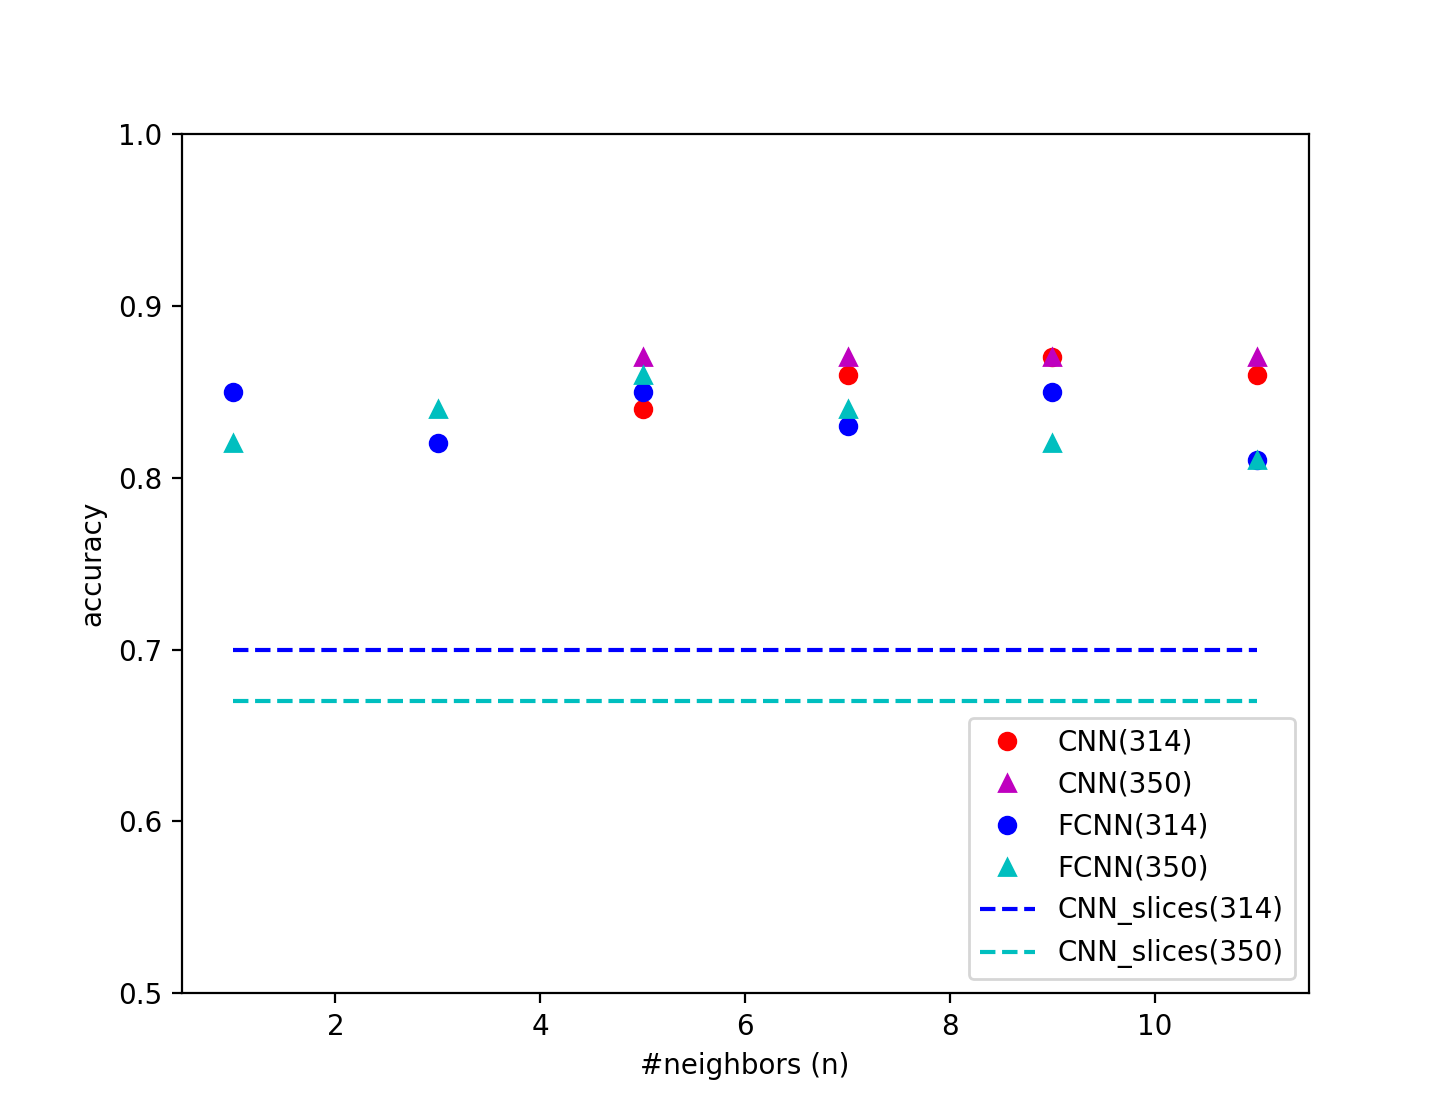 1.0
0.9
0.8
0.7
0.6
0.5
accuracy
2 4 6 8 10
#neighbors (n)
CNN(314)
CNN(350)
FCNN(314)
FCNN(350)
CNN_slices(314)
CNN_slices(350)